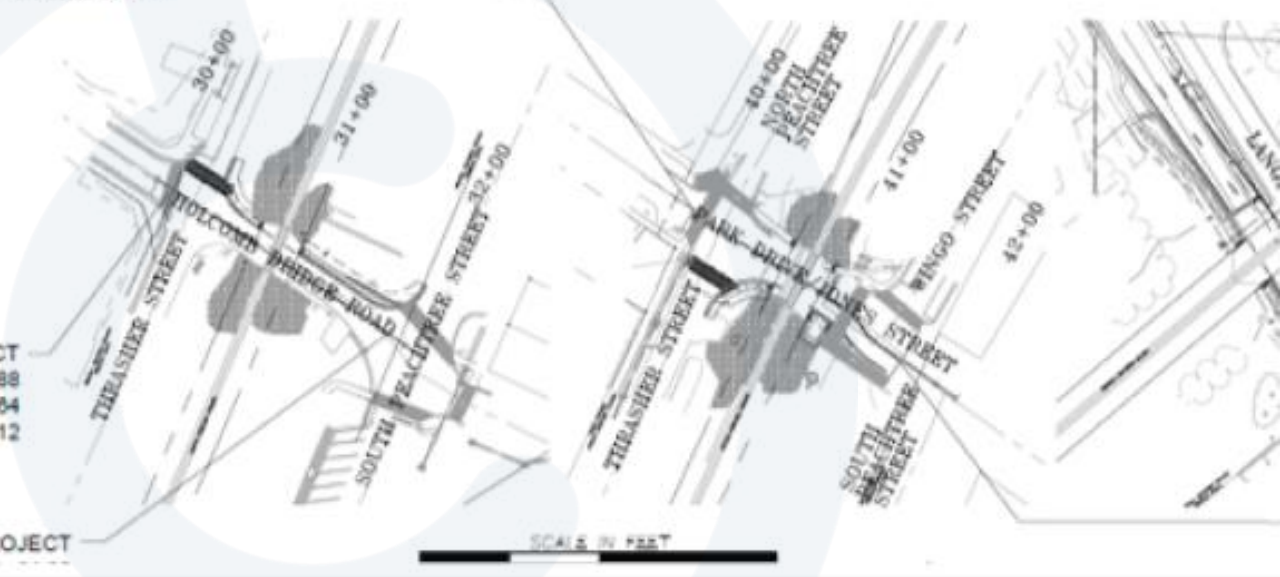 30+00
31+00
32+00
HOLCOMB BRIDGE ROAD
THRASHER STREET
SOUTH PEACHTREE STREET
CT
88
64
12
OJECT
40+00
NORTH
PEACHTREE
STREET
41+00
42+00
WINGO STREET
PARK DRIVE JONES STREET
THRASHER STREET
SOUTH
PEACHTREE
STREET
LANG
SCALE IN FEET